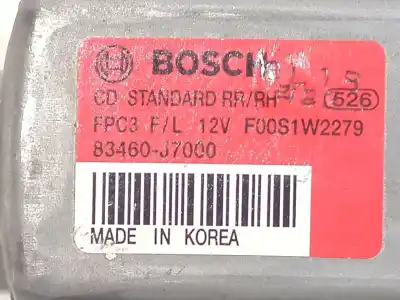 BOSCH
CD STANDARD RR/RH 526
FPC3 F/L 12V F00S1W2279
83460-J7000
MADE IN KOREA